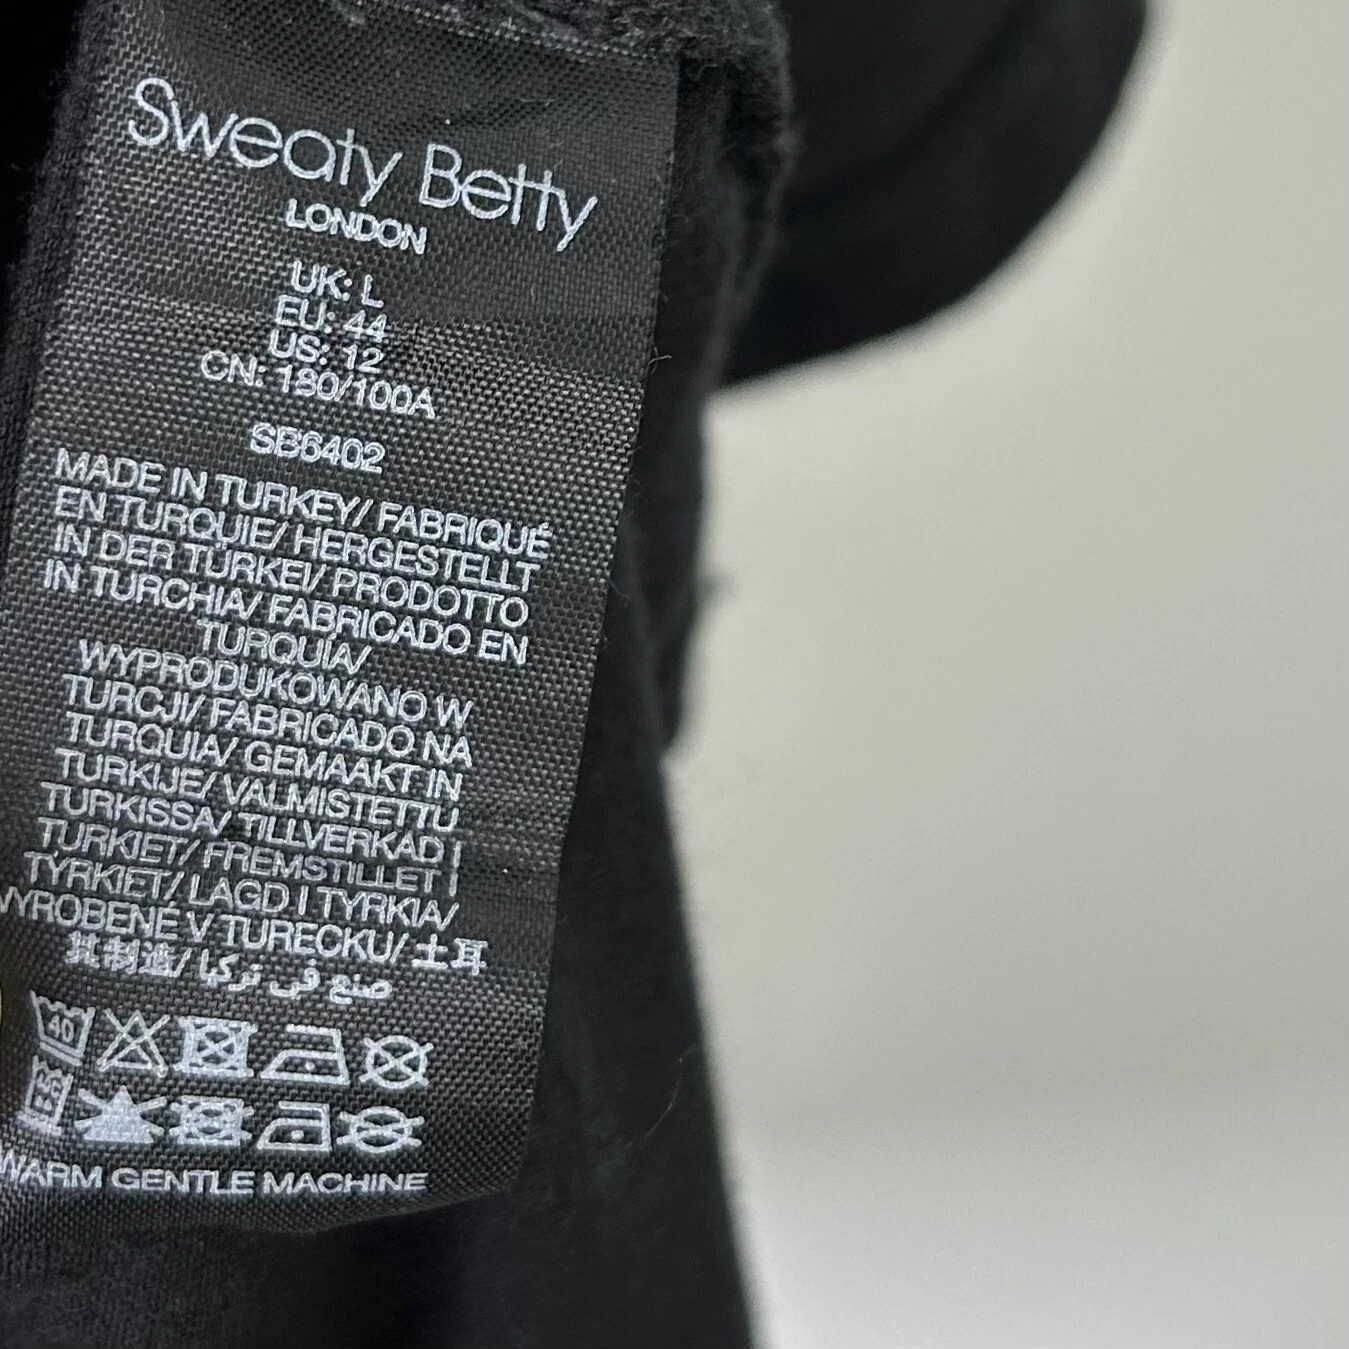 Sweaty Betty
LONDON
UK: L
EU: 44
US: 12
CN: 180/100A
SB6402
MADE IN TURKEY/ FABRIQUÉ
EN TURQUIE/ HERGESTELLT
IN DER TÜRKEI/ PRODOTTO
IN TURCHIA/ FABRICADO EN
TURQUÍA/
WYPRODUKOWANO W
TURCJI/ FABRICADO NA
TURQUIA/ GEMAAKT IN
TURKIJE/ VALMISTETTU
TURKISSA/ TILLVERKAD I
TURKIET/ FREMSTILLET I
TYRKIET/ LAGD I TYRKIA/
VYROBENÉ V TURECKU/ 土耳
其制造/ صنع في تركيا
40
WARM GENTLE MACHINE